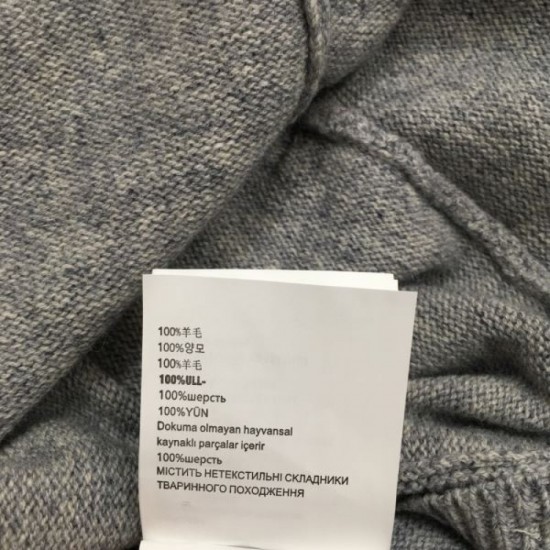 100%羊毛
100%양모
100%羊毛
100%ULL-
100%шерсть
100%YÜN
Dokuma olmayan hayvansal
kaynaklı parçalar içerir
100%шерсть
МІСТИТЬ НЕТЕКСТИЛЬНІ СКЛАДНИКИ
ТВАРИННОГО ПОХОДЖЕННЯ